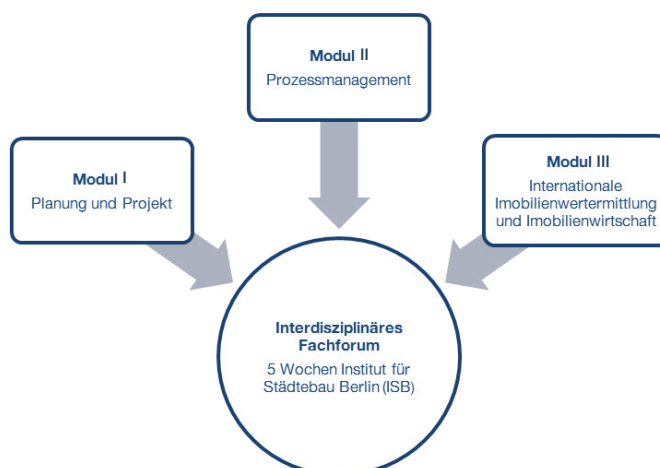 Modul II
Prozessmanagement
Modul I
Planung und Projekt
Modul III
Internationale
Imobilienwertermittlung
und Imobilienwirtschaft
Interdisziplinäres
Fachforum
5 Wochen Institut für
Städtebau Berlin (ISB)